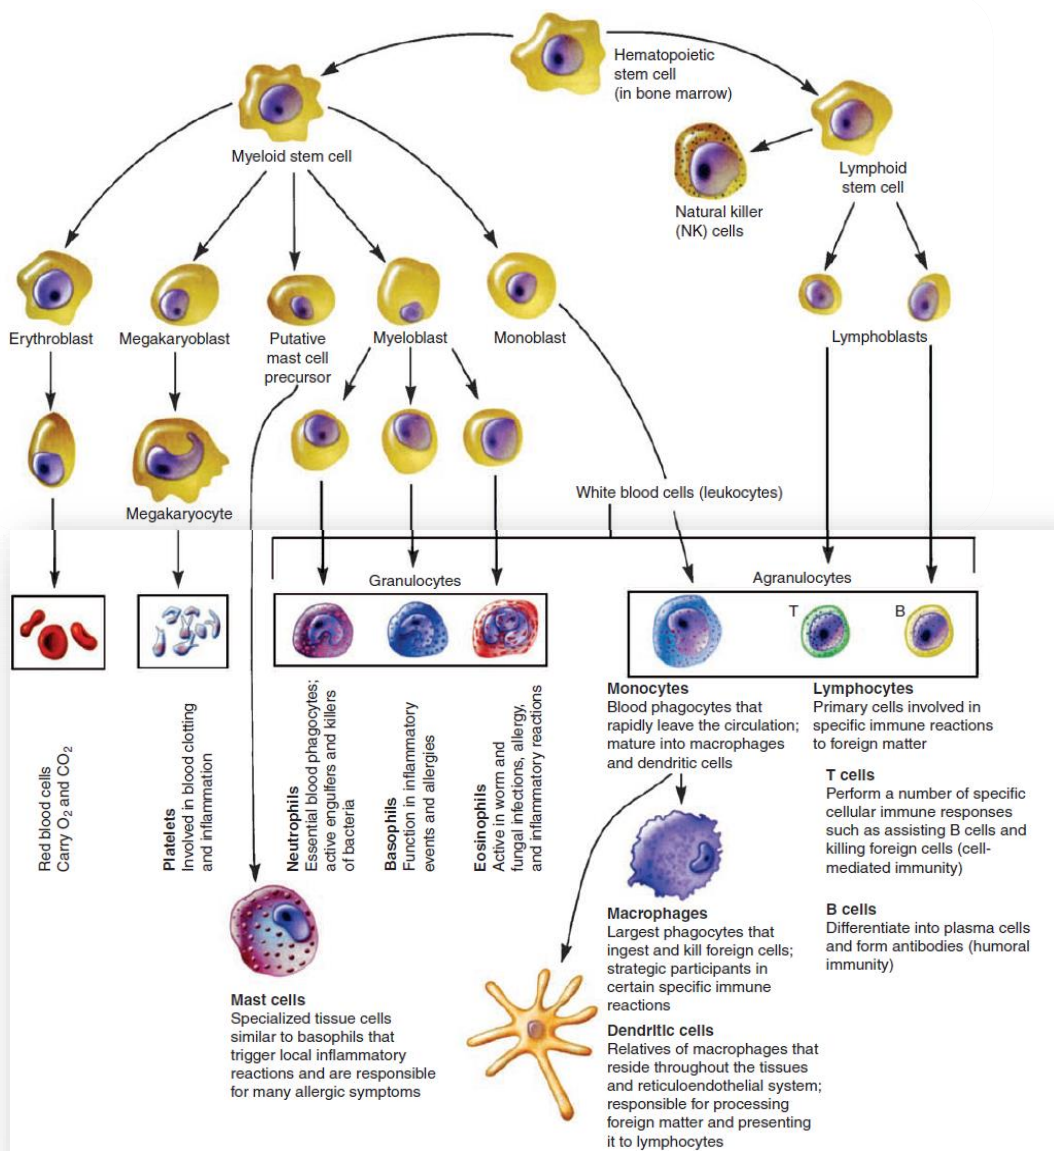 Hematopoietic
stem cell
(in bone marrow)
Myeloid stem cell
Lymphoid
stem cell
Natural killer
(NK) cells
Erythroblast
Megakaryoblast
Putative
mast cell
precursor
Myeloblast
Monoblast
Lymphoblasts
Megakaryocyte
White blood cells (leukocytes)
Granulocytes
Agranulocytes
T
B
Red blood cells
Carry O₂ and CO₂
Platelets
Involved in blood clotting
and inflammation
Neutrophils
Essential blood phagocytes;
active engulfers and killers
of bacteria
Basophils
Function in inflammatory
events and allergies
Eosinophils
Active in worm and
fungal infections, allergy,
and inflammatory reactions
Monocytes
Blood phagocytes that
rapidly leave the circulation;
mature into macrophages
and dendritic cells
Lymphocytes
Primary cells involved in
specific immune reactions
to foreign matter
T cells
Perform a number of specific
cellular immune responses
such as assisting B cells and
killing foreign cells (cell-
mediated immunity)
B cells
Differentiate into plasma cells
and form antibodies (humoral
immunity)
Macrophages
Largest phagocytes that
ingest and kill foreign cells;
strategic participants in
certain specific immune
reactions
Mast cells
Specialized tissue cells
similar to basophils that
trigger local inflammatory
reactions and are responsible
for many allergic symptoms
Dendritic cells
Relatives of macrophages that
reside throughout the tissues
and reticuloendothelial system;
responsible for processing
foreign matter and presenting
it to lymphocytes